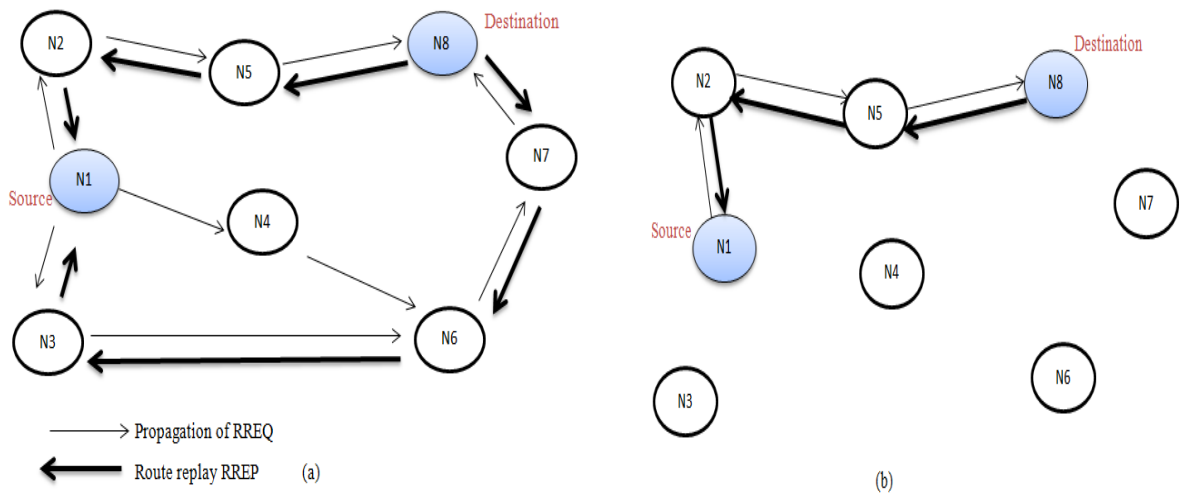 Destination
N2
N5
N8
N7
Source
N1
N4
N3
N6
Propagation of RREQ
Route replay RREP
(a)
Destination
N2
N8
N5
N7
Source
N1
N4
N3
N6
(b)